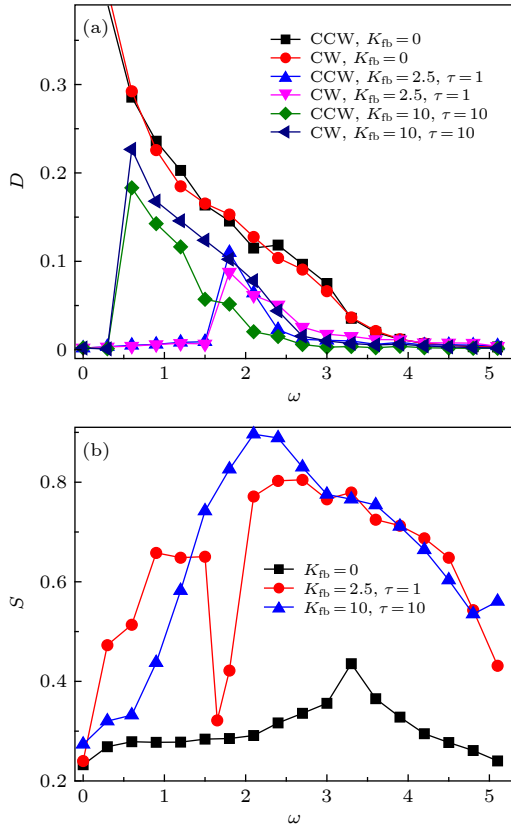 (a)
CCW, K_fb = 0
CW, K_fb = 0
CCW, K_fb = 2.5, τ = 1
CW, K_fb = 2.5, τ = 1
CCW, K_fb = 10, τ = 10
CW, K_fb = 10, τ = 10
0.3
0.2
0.1
0
D
0 1 2 3 4 5
ω
(b)
K_fb = 0
K_fb = 2.5, τ = 1
K_fb = 10, τ = 10
0.8
0.6
0.4
0.2
S
0 1 2 3 4 5
ω